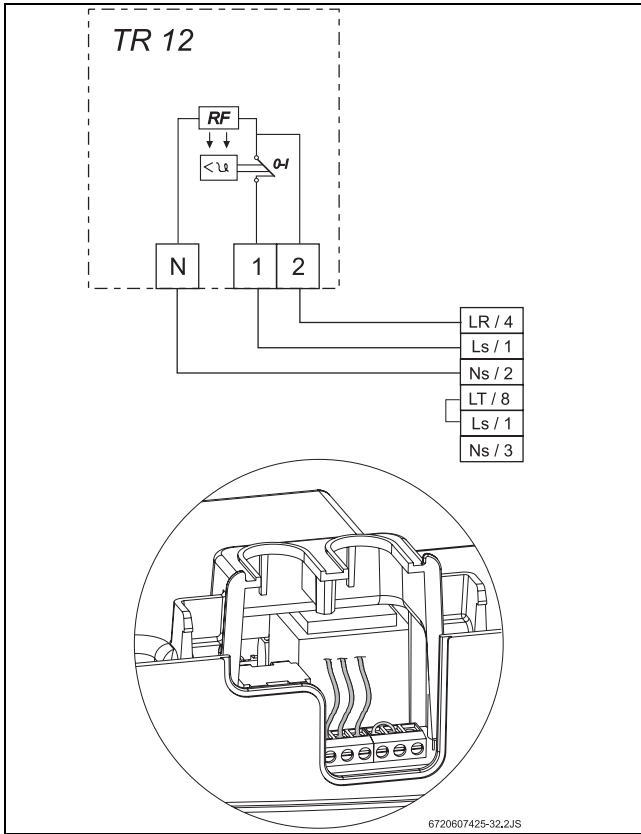 TR 12
RF
<ϑ
0-I
N
1
2
LR / 4
Ls / 1
Ns / 2
LT / 8
Ls / 1
Ns / 3
6720607425-32.2JS